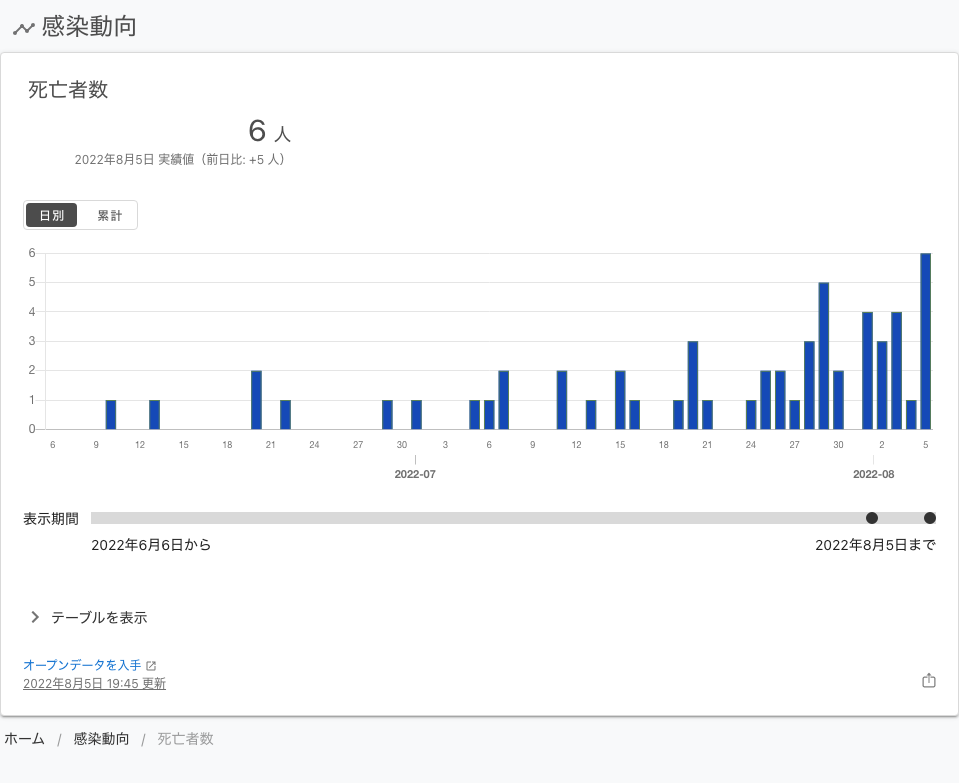 感染動向
死亡者数
6 人
2022年8月5日 実績値（前日比: +5 人）
日別 累計
6
5
4
3
2
1
0
6 9 12 15 18 21 24 27 30 3 6 9 12 15 18 21 24 27 30 2 5
2022-07 2022-08
表示期間
2022年6月6日から 2022年8月5日まで
テーブルを表示
オープンデータを入手
2022年8月5日 19:45 更新
ホーム / 感染動向 / 死亡者数